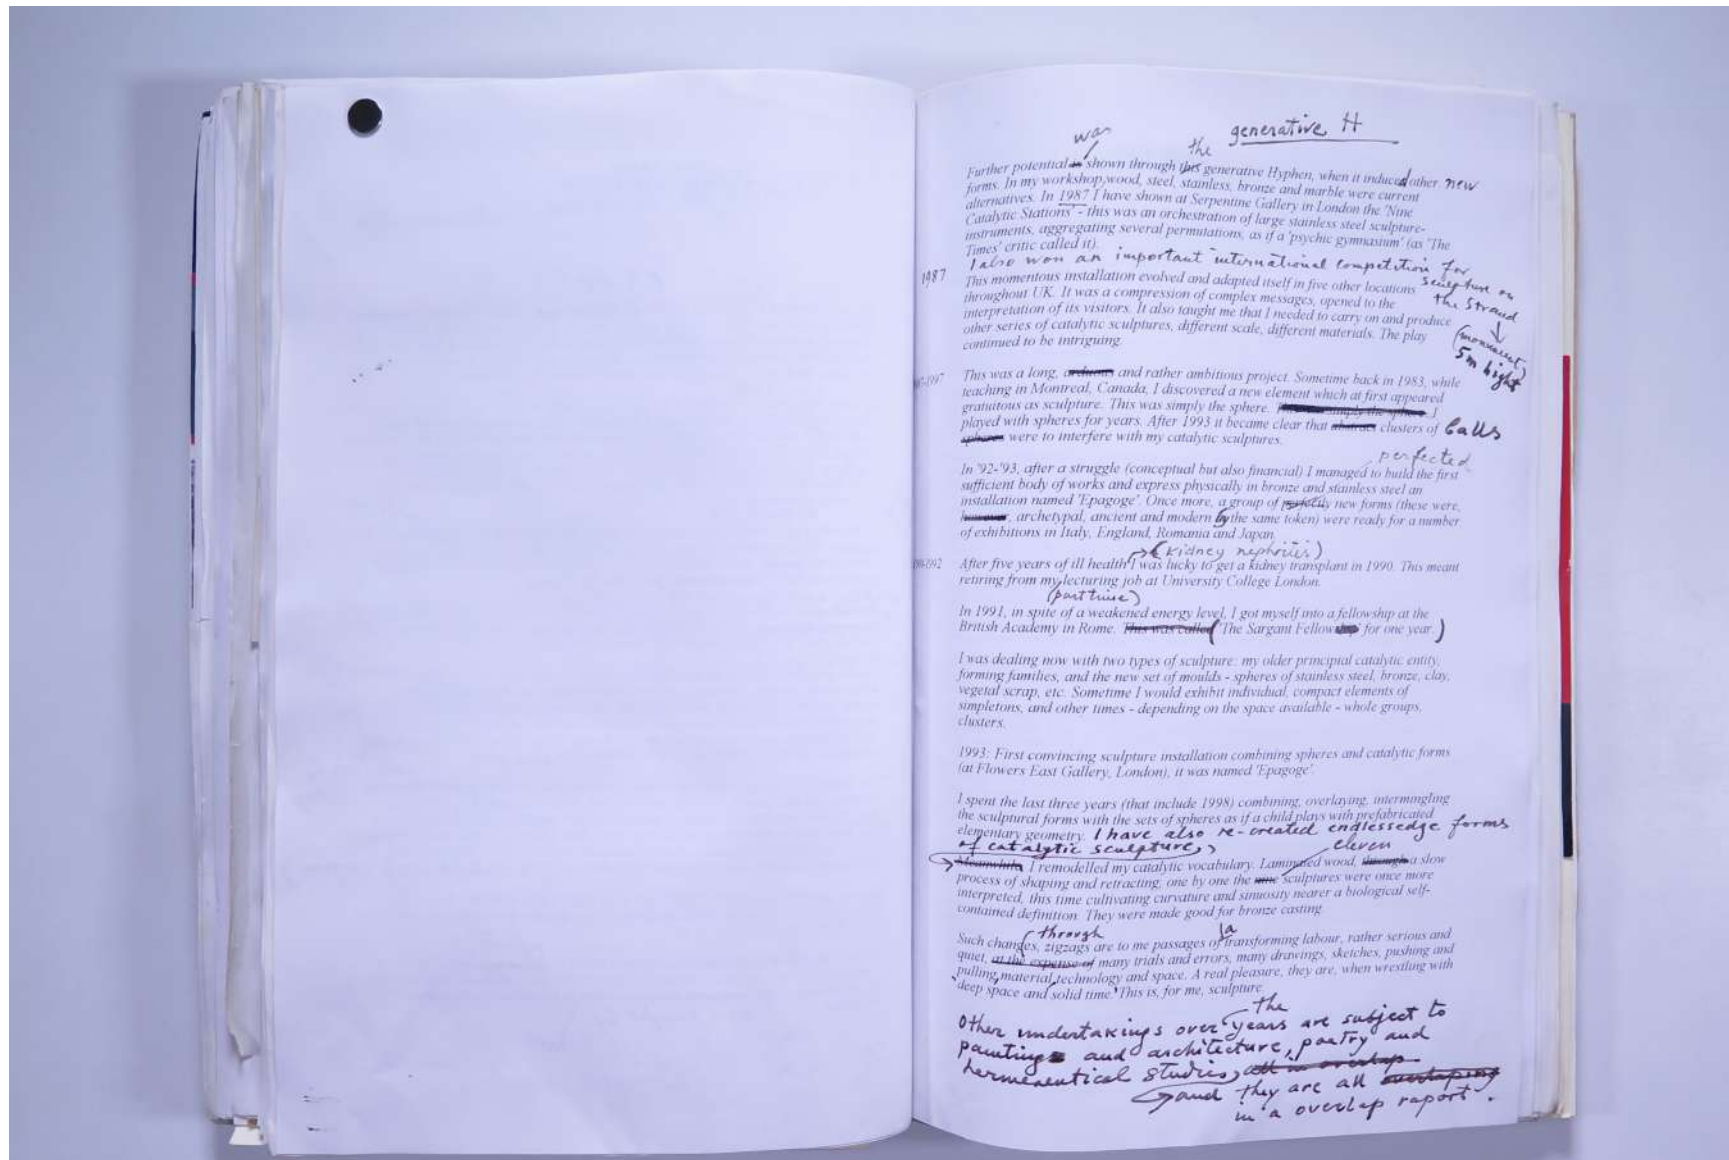 generative H
was
the
Further potential is shown through this generative Hyphen, when it induced other new
forms. In my workshop, wood, steel, stainless, bronze and marble were current
alternatives. In 1987 I have shown at Serpentine Gallery in London the 'Nine
Catalytic Stations' - this was an orchestration of large stainless steel sculpture-
instruments, aggregating several permutations, as if a 'psychic gymnasium' (as 'The
Times' critic called it).
I also won an important international competition for
sculpture on
the Strand
(monument)
5m hight
1987
This momentous installation evolved and adapted itself in five other locations
throughout UK. It was a compression of complex messages, opened to the
interpretation of its visitors. It also taught me that I needed to carry on and produce
other series of catalytic sculptures, different scale, different materials. The play
continued to be intriguing.
This was a long, arduous and rather ambitious project. Sometime back in 1983, while
teaching in Montreal, Canada, I discovered a new element which at first appeared
gratuitous as sculpture. This was simply the sphere. simply the sphere. I
played with spheres for years. After 1993 it became clear that abstract clusters of balls
spheres were to interfere with my catalytic sculptures.
perfected
In '92-'93, after a struggle (conceptual but also financial) I managed to build the first
sufficient body of works and express physically in bronze and stainless steel an
installation named 'Epagoge'. Once more, a group of new forms (these were,
however, archetypal, ancient and modern by the same token) were ready for a number
of exhibitions in Italy, England, Romania and Japan.
(kidney nephritis)
After five years of ill health I was lucky to get a kidney transplant in 1990. This meant
retiring from my lecturing job at University College London.
(part time)
In 1991, in spite of a weakened energy level, I got myself into a fellowship at the
British Academy in Rome. This was called (The Sargant Fellowship' for one year.)
I was dealing now with two types of sculpture: my older principial catalytic entity,
forming families, and the new set of moulds - spheres of stainless steel, bronze, clay,
vegetal scrap, etc. Sometime I would exhibit individual, compact elements of
simpletons, and other times - depending on the space available - whole groups,
clusters.
1993: First convincing sculpture installation combining spheres and catalytic forms
(at Flowers East Gallery, London), it was named 'Epagoge'
I spent the last three years (that include 1998) combining, overlaying, intermingling
the sculptural forms with the sets of spheres as if a child plays with prefabricated
elementary geometry. I have also re-created endlessedge forms
of catalytic sculpture,
eleven
Meanwhile I remodelled my catalytic vocabulary. Laminated wood, through a slow
process of shaping and retracting, one by one the nine sculptures were once more
interpreted, this time cultivating curvature and sinuosity nearer a biological self-
contained definition. They were made good for bronze casting.
through
a
Such changes, zigzags are to me passages of transforming labour, rather serious and
quiet, at the expense of many trials and errors, many drawings, sketches, pushing and
pulling, material, technology and space. A real pleasure, they are, when wrestling with
'deep space and solid time.' This is, for me, sculpture.
the
Other undertakings over years are subject to
painting and architecture, poetry and
hermeneutical studies, all in overlap
and they are all overlaping
in a overlap raport.